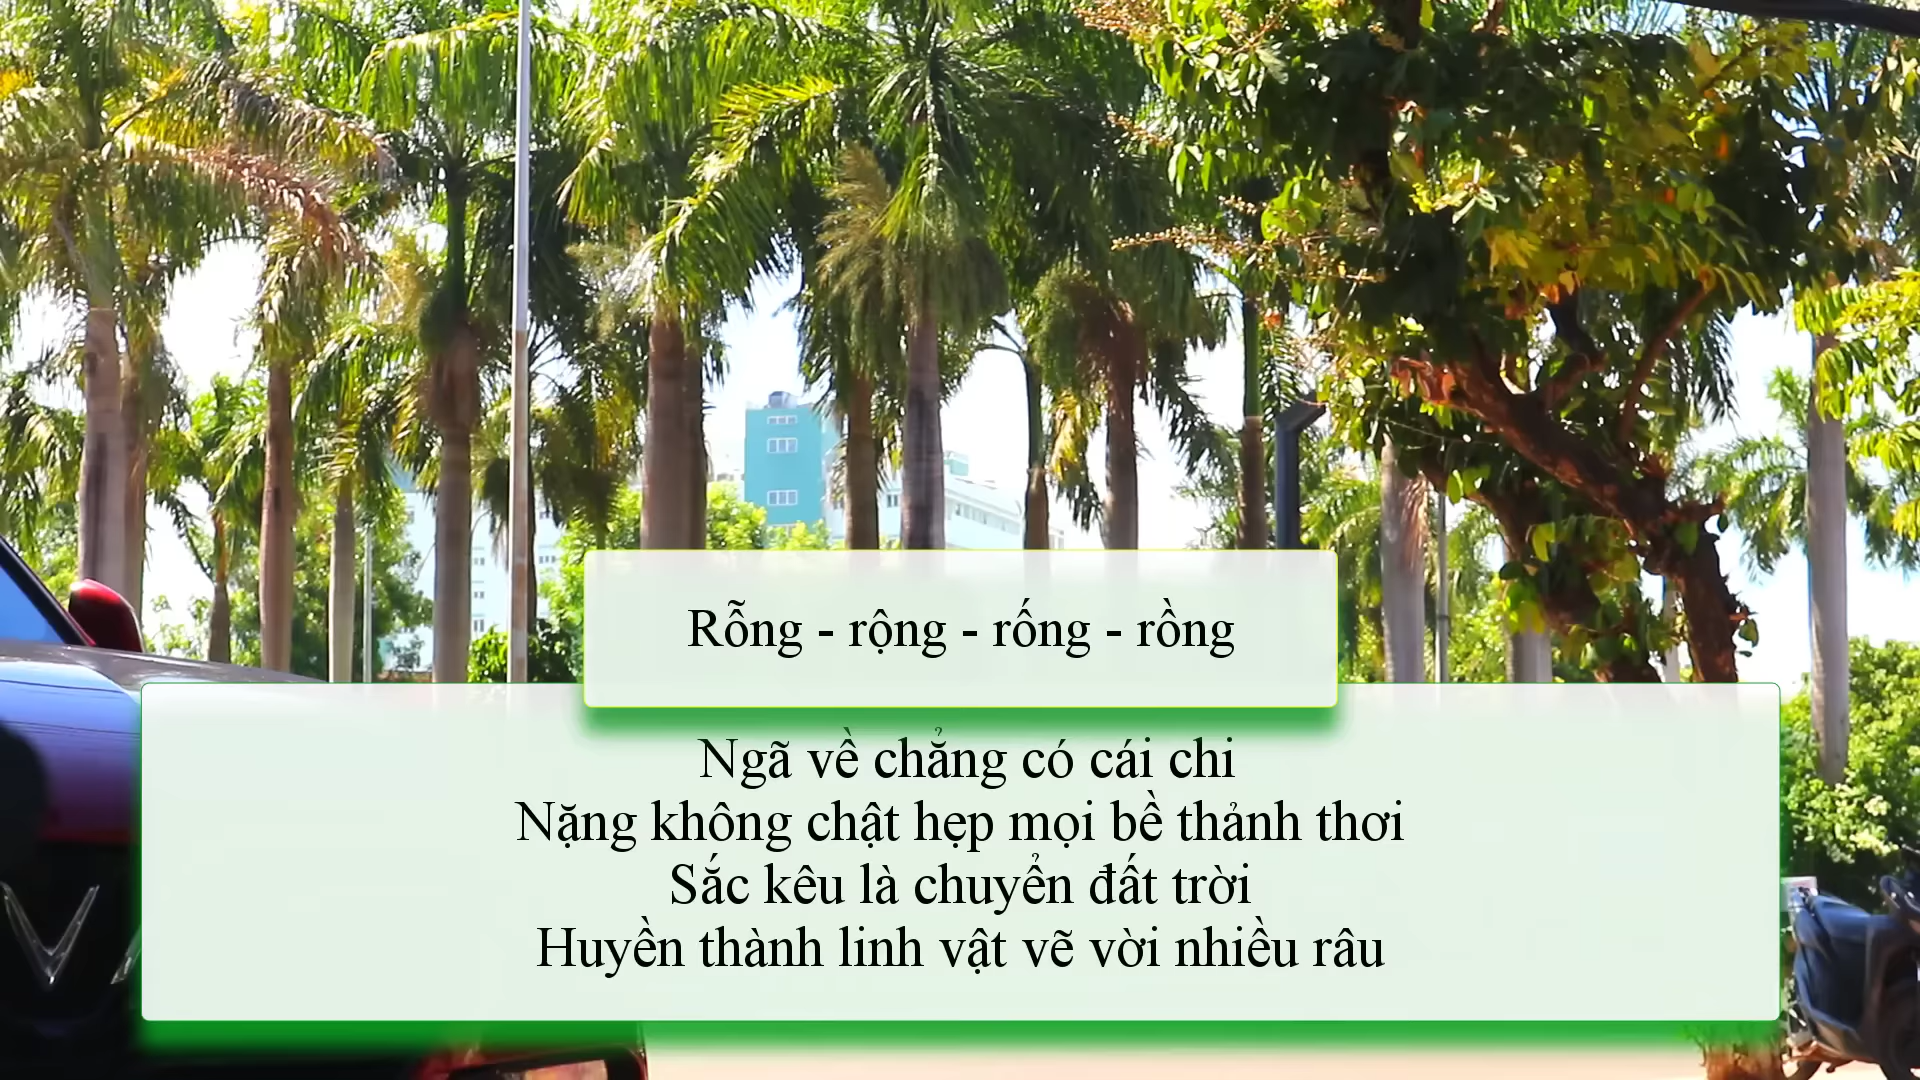 Rỗng - rộng - rống - rồng
Ngã về chẳng có cái chi
Nặng không chật hẹp mọi bề thảnh thơi
Sắc kêu là chuyển đất trời
Huyền thành linh vật vẽ vời nhiều râu